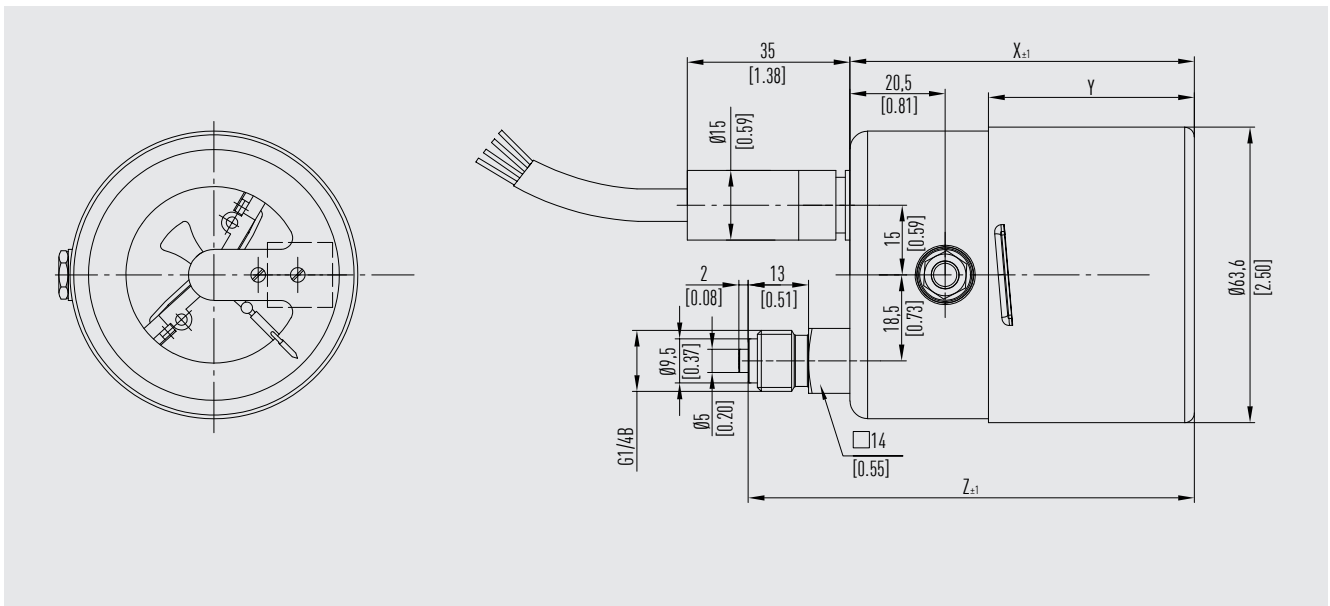 35
[1.38]
X±1
20,5
[0.81]
Y
Ø15
[0.59]
15
[0.59]
2
[0.08]
13
[0.51]
18,5
[0.73]
Ø63,6
[2.50]
G1/4B
Ø9,5
[0.37]
Ø5
[0.20]
□14
[0.55]
Z±1